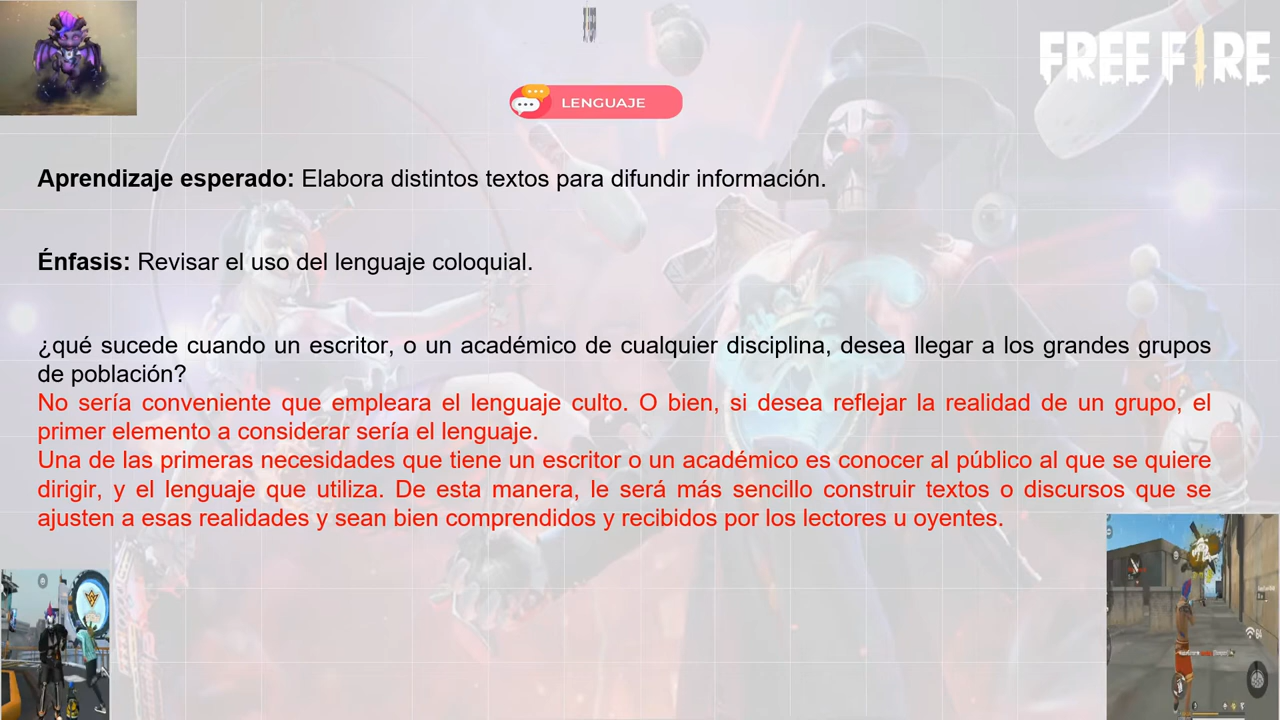 FREE FIRE
LENGUAJE
Aprendizaje esperado: Elabora distintos textos para difundir información.
Énfasis: Revisar el uso del lenguaje coloquial.
¿qué sucede cuando un escritor, o un académico de cualquier disciplina, desea llegar a los grandes grupos
de población?
No sería conveniente que empleara el lenguaje culto. O bien, si desea reflejar la realidad de un grupo, el
primer elemento a considerar sería el lenguaje.
Una de las primeras necesidades que tiene un escritor o un académico es conocer al público al que se quiere
dirigir, y el lenguaje que utiliza. De esta manera, le será más sencillo construir textos o discursos que se
ajusten a esas realidades y sean bien comprendidos y recibidos por los lectores u oyentes.